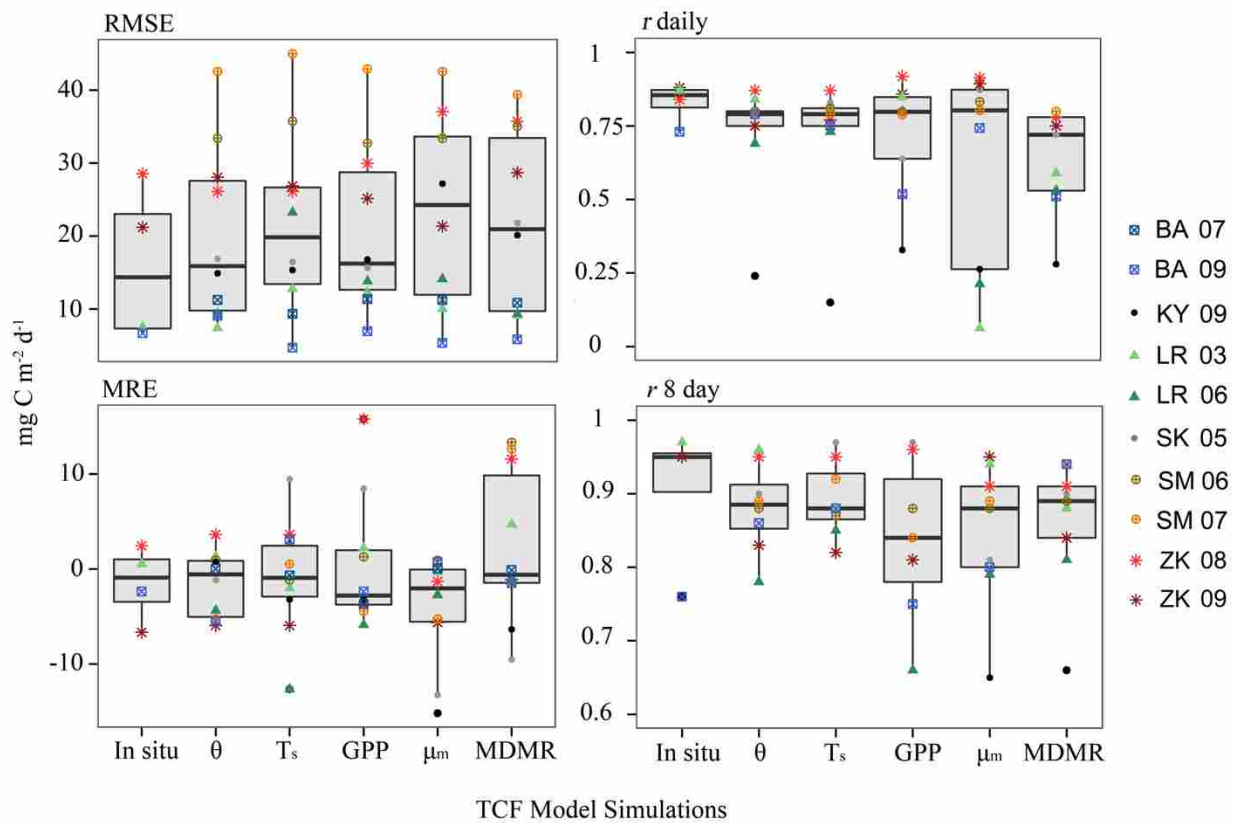 RMSE
40
30
20
10
r daily
1
0.75
0.5
0.25
0
mg C m⁻² d⁻¹
MRE
10
0
-10
In situ θ Tₛ GPP μₘ MDMR
r 8 day
1
0.9
0.8
0.7
0.6
In situ θ Tₛ GPP μₘ MDMR
TCF Model Simulations
BA 07
BA 09
KY 09
LR 03
LR 06
SK 05
SM 06
SM 07
ZK 08
ZK 09